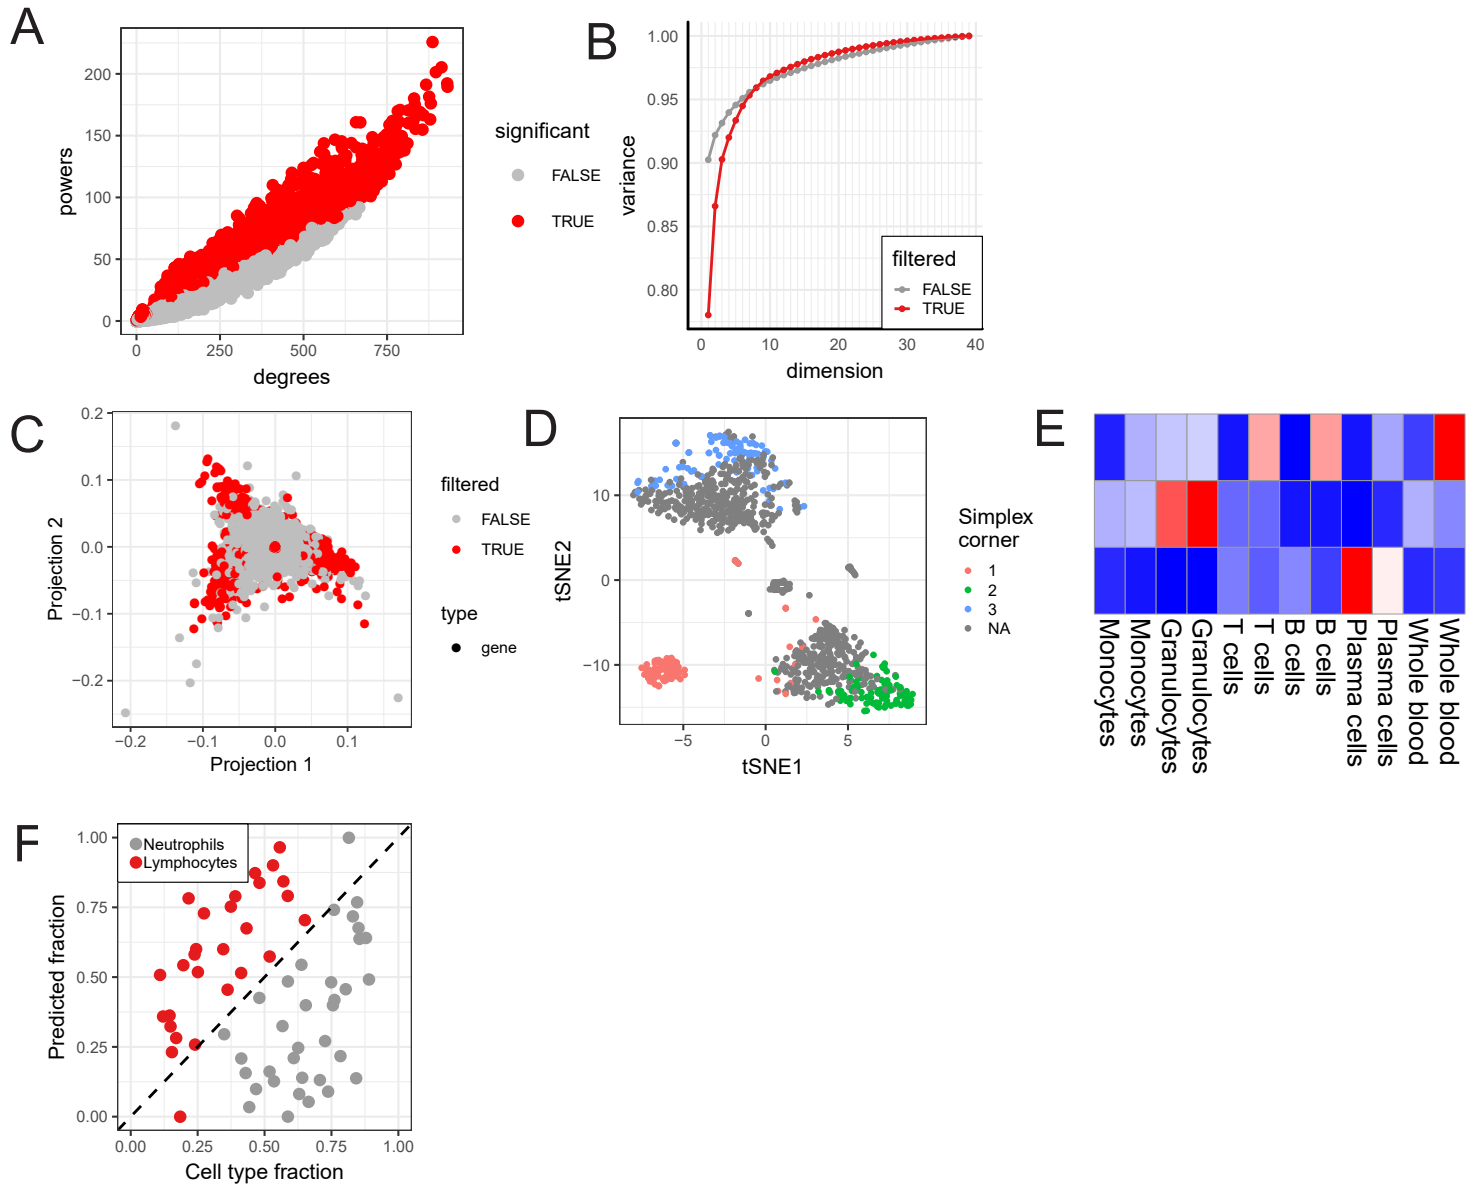 A
powers
200
150
100
50
0
0 250 500 750
degrees
significant
FALSE
TRUE
B
variance
1.00
0.95
0.90
0.85
0.80
0 10 20 30 40
dimension
filtered
FALSE
TRUE
C
Projection 2
0.2
0.1
0.0
−0.1
−0.2
−0.2 −0.1 0.0 0.1
Projection 1
filtered
FALSE
TRUE
type
gene
D
tSNE2
10
0
−10
−5 0 5
tSNE1
Simplex
corner
1
2
3
NA
E
Monocytes
Monocytes
Granulocytes
Granulocytes
T cells
T cells
B cells
B cells
Plasma cells
Plasma cells
Whole blood
Whole blood
F
Predicted fraction
1.00
0.75
0.50
0.25
0.00
Neutrophils
Lymphocytes
0.00 0.25 0.50 0.75 1.00
Cell type fraction